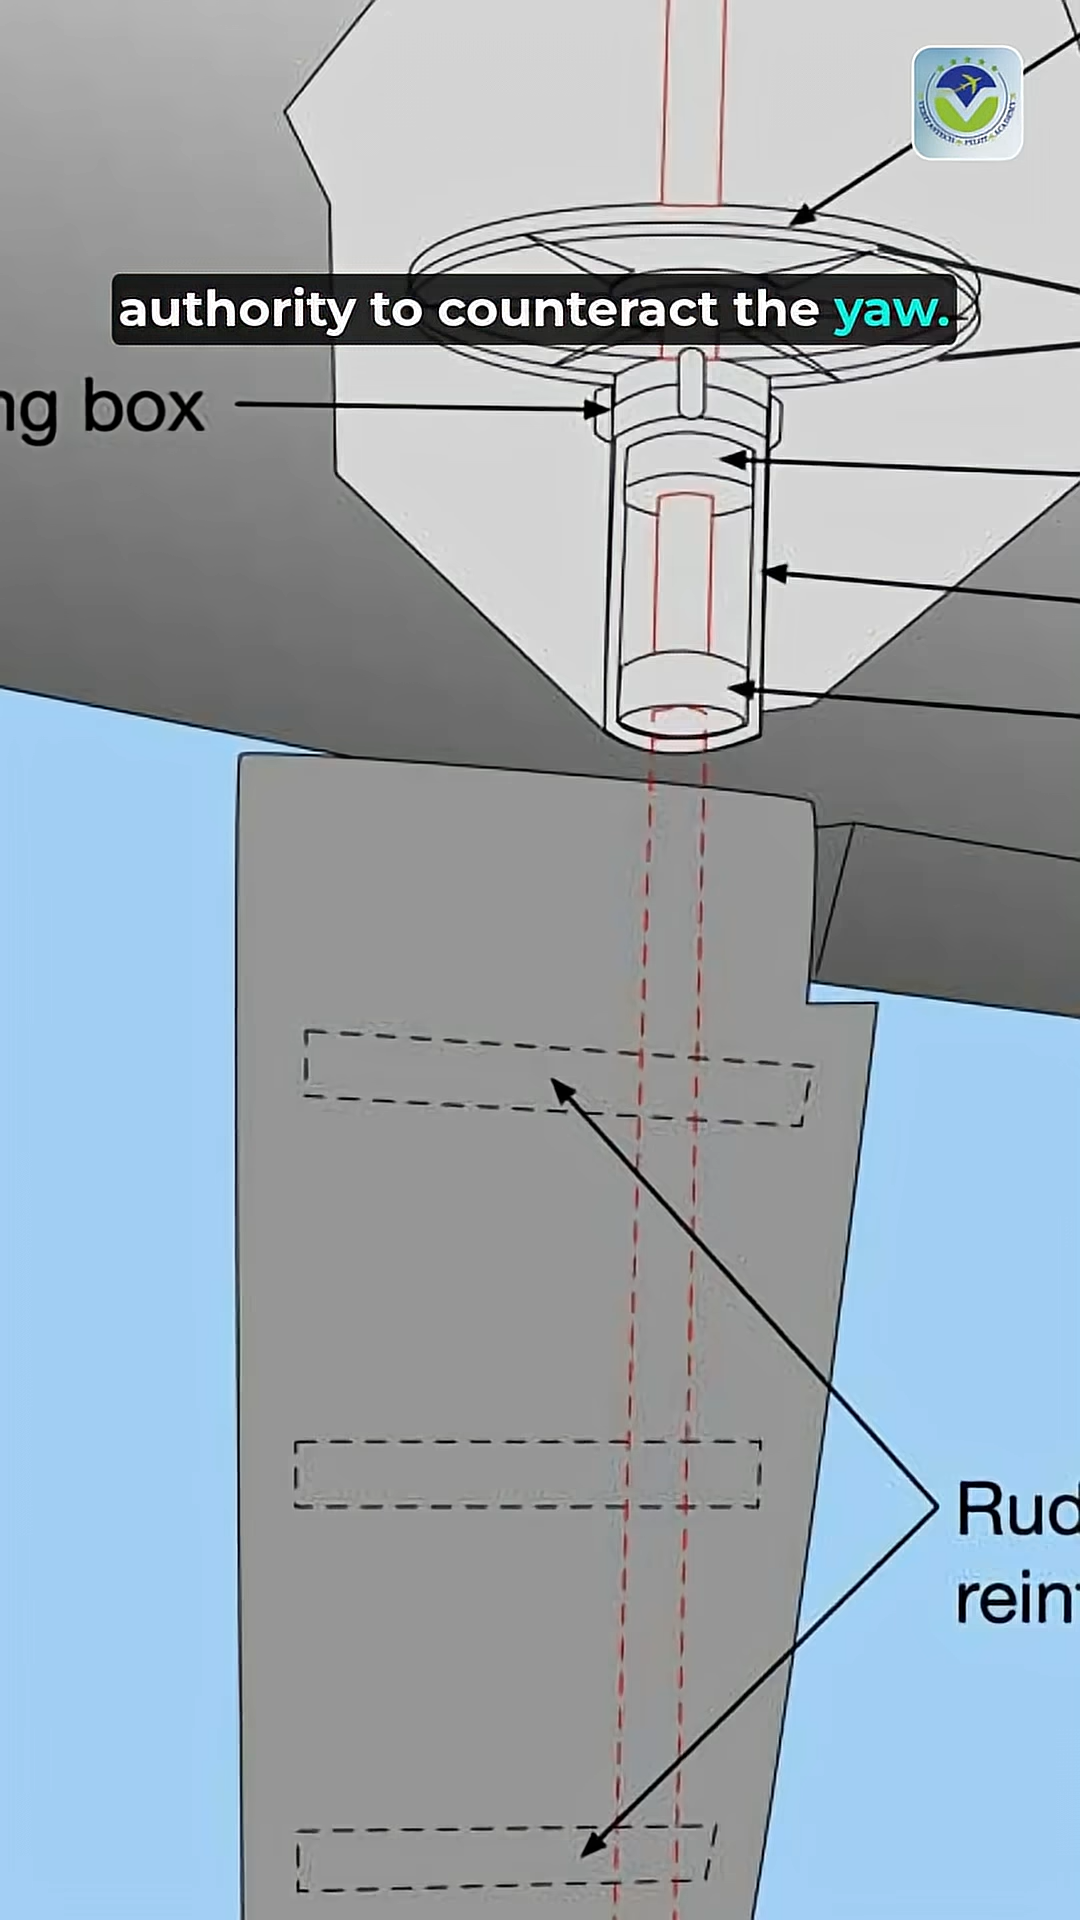 authority to counteract the yaw.
ng box
Rud
rein